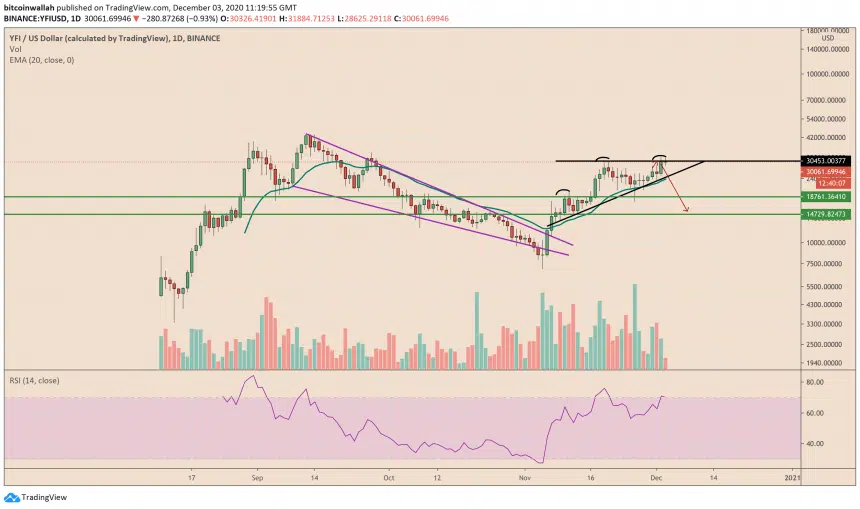 bitcoinwallah published on TradingView.com, December 03, 2020 11:19:55 GMT
BINANCE:YFIUSD, 1D 30061.69946 ▼ −280.87268 (−0.93%) O:30326.41901 H:31884.71253 L:28625.29118 C:30061.69946
YFI / US Dollar (calculated by TradingView), 1D, BINANCE
Vol
EMA (20, close, 0)
USD
140000.00000
100000.00000
70000.00000
54000.00000
42000.00000
30453.00377
30061.69946
12:40:07
18761.36410
14729.82473
10000.00000
7500.00000
5500.00000
4300.00000
3300.00000
2500.00000
1940.00000
RSI (14, close)
80.00
60.00
40.00
17 Sep 14 Oct 12 Nov 16 Dec 14 2021
TradingView